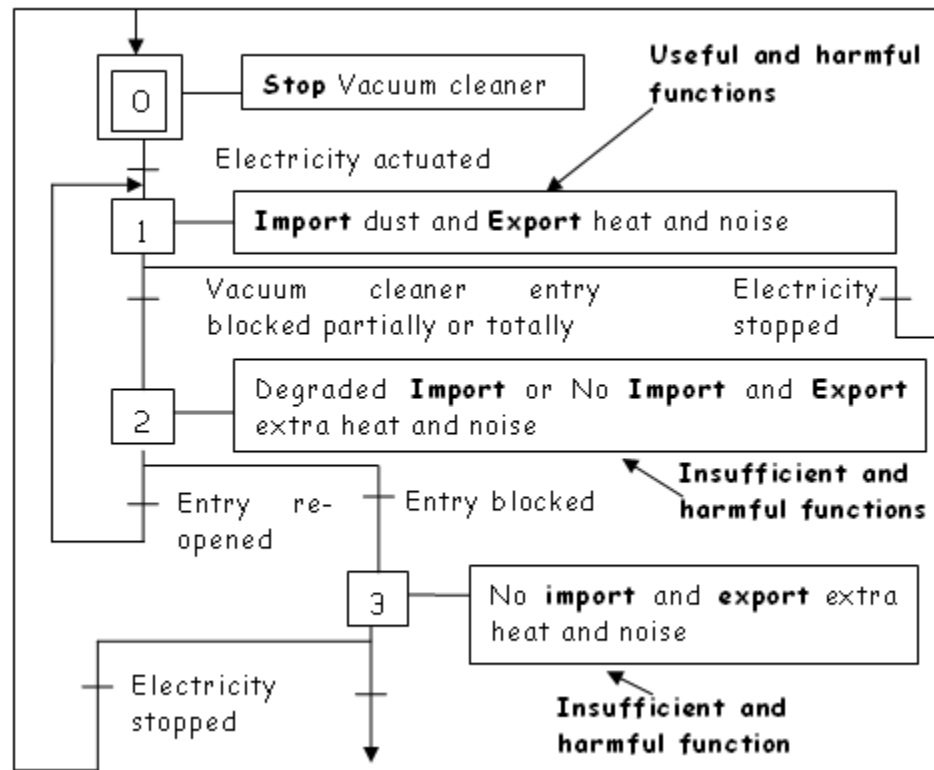 Useful and harmful
functions
0
Stop Vacuum cleaner
Electricity actuated
1
Import dust and Export heat and noise
Vacuum cleaner entry
blocked partially or totally
Electricity
stopped
2
Degraded Import or No Import and Export
extra heat and noise
Insufficient and
harmful functions
Entry re-
opened
Entry blocked
3
No import and export extra
heat and noise
Electricity
stopped
Insufficient and
harmful function